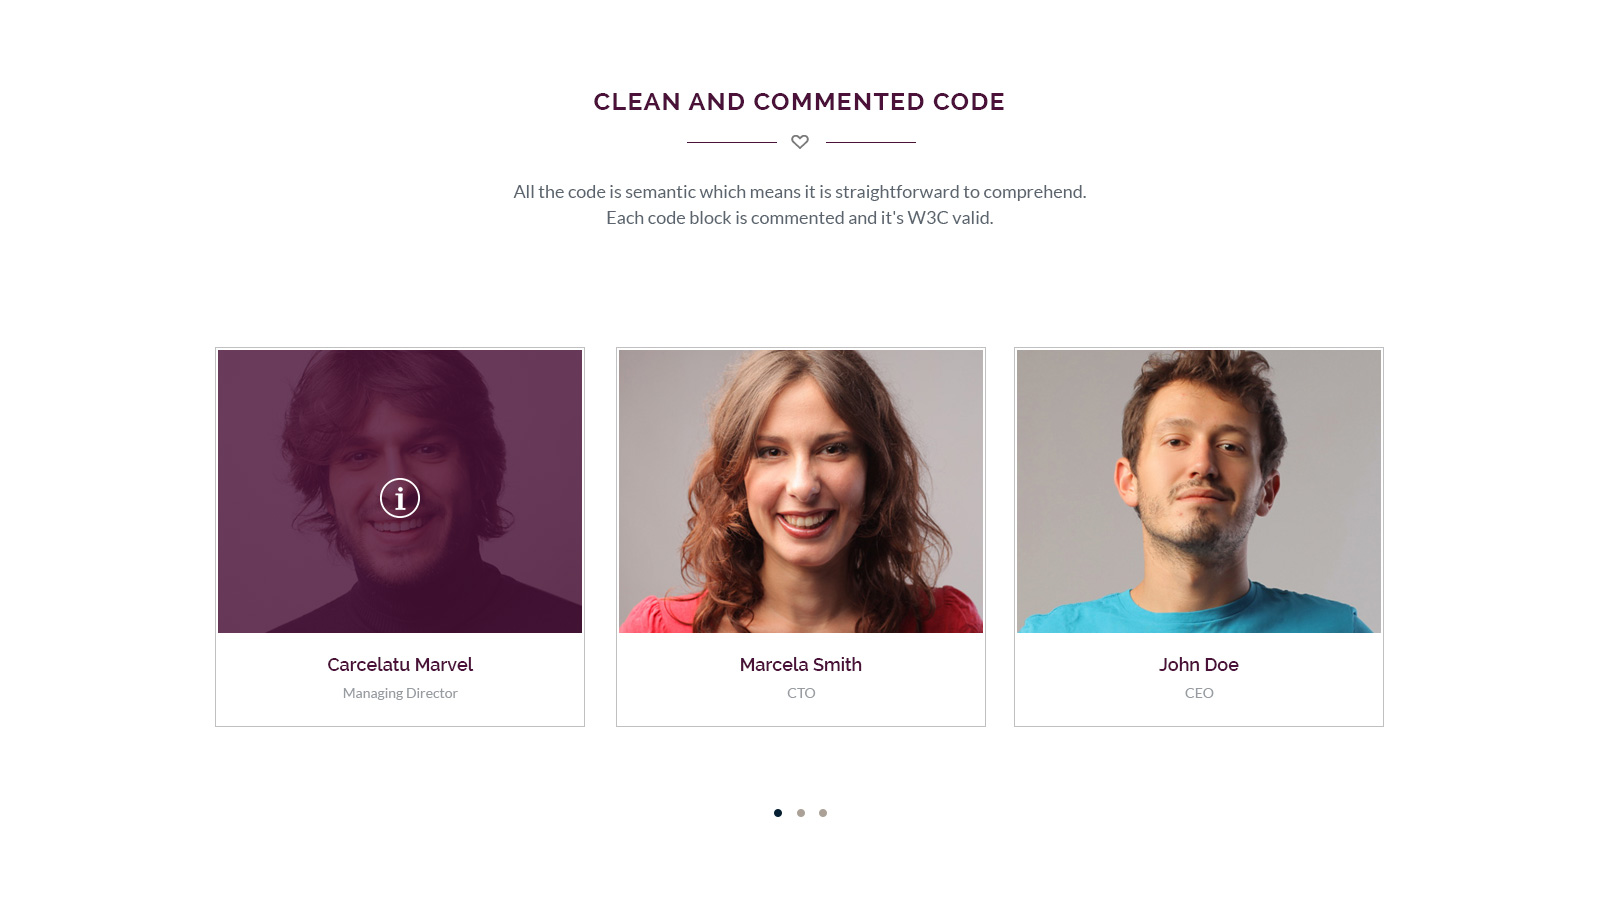 CLEAN AND COMMENTED CODE
All the code is semantic which means it is straightforward to comprehend.
Each code block is commented and it's W3C valid.
Carcelatu Marvel
Managing Director
Marcela Smith
CTO
John Doe
CEO